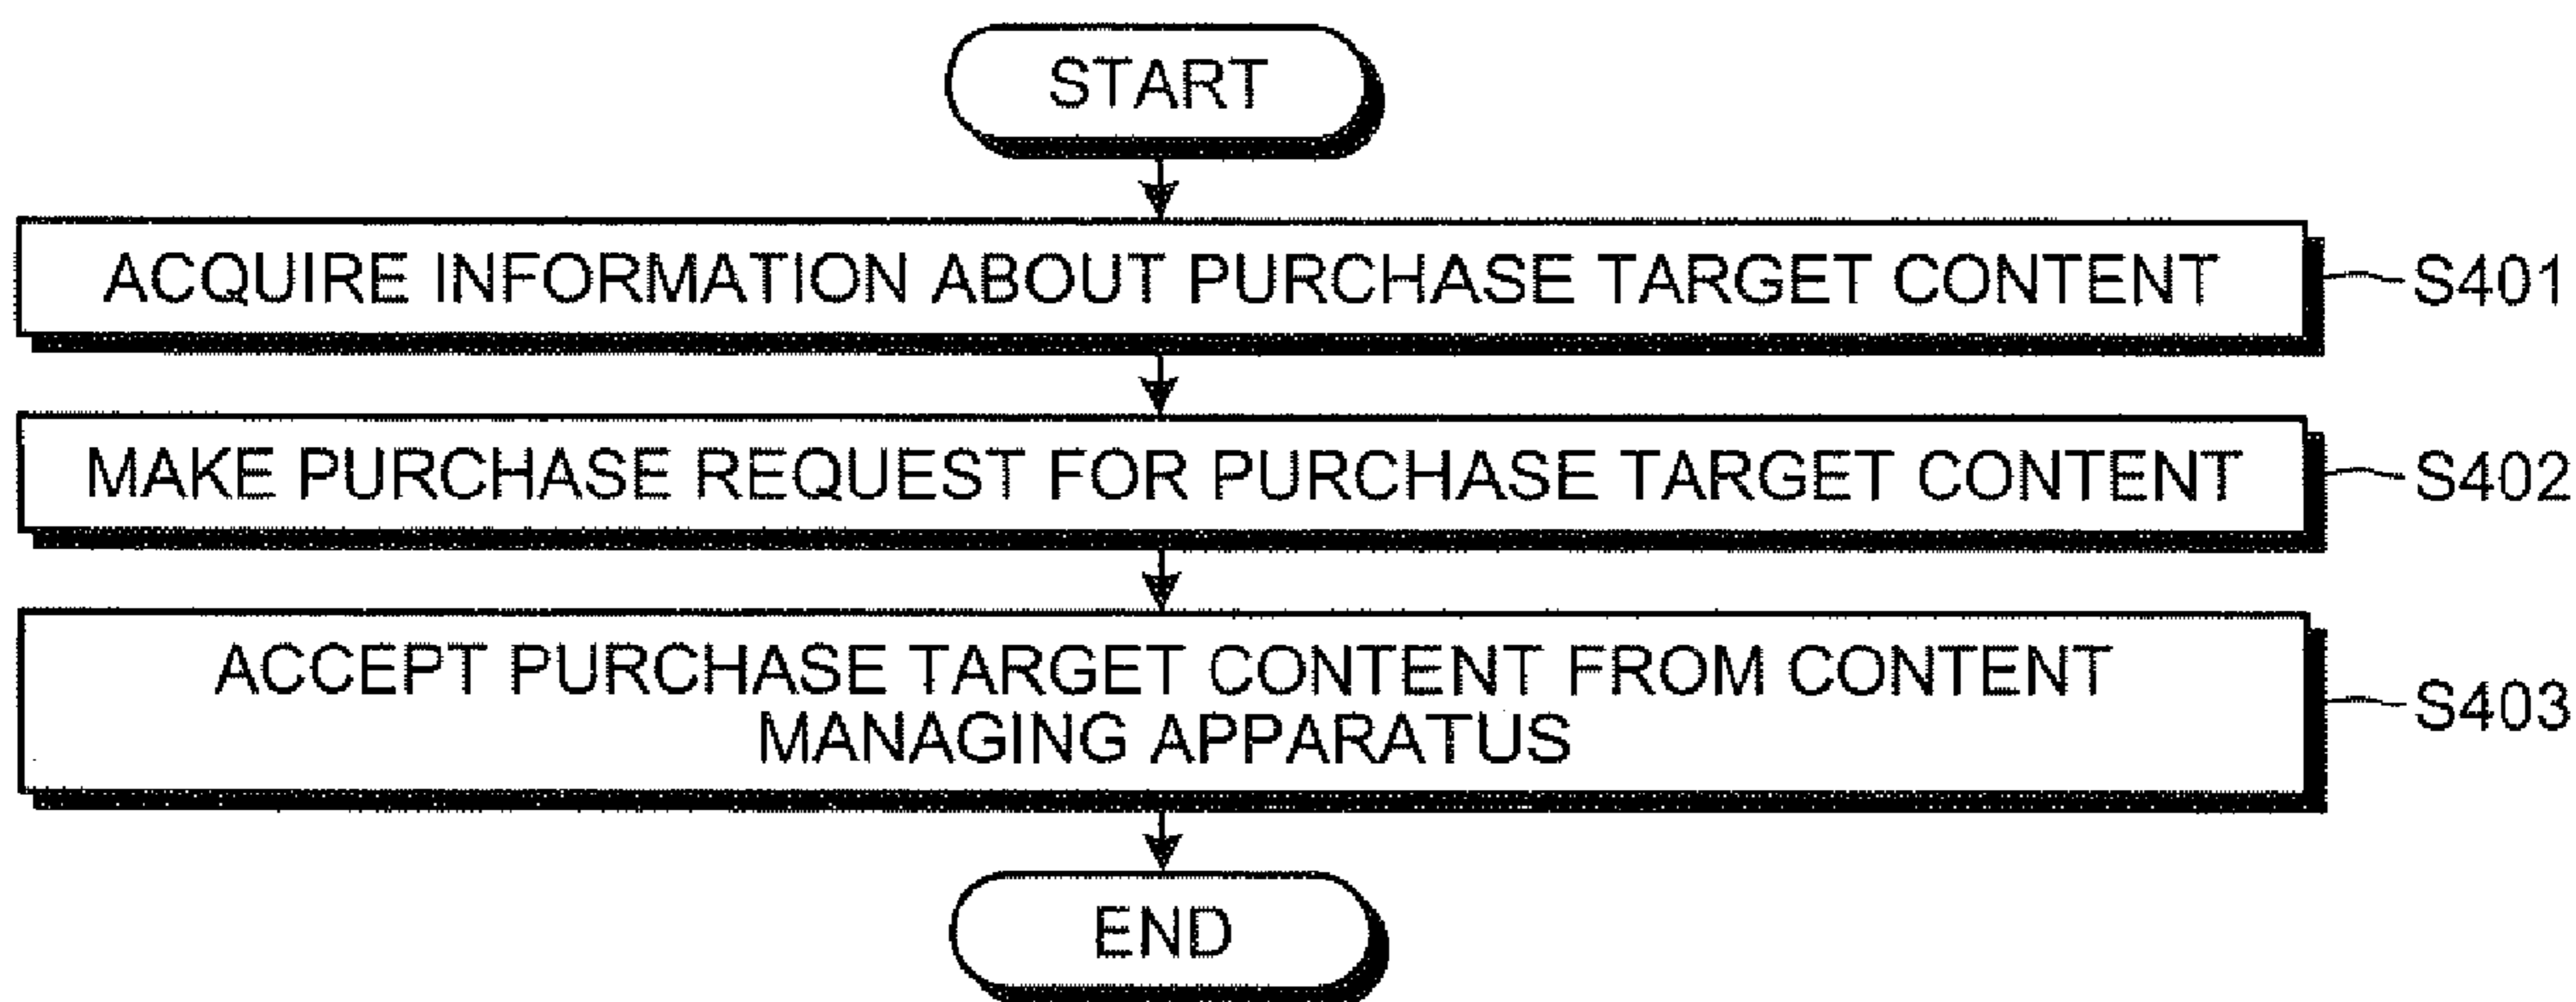 START
ACQUIRE INFORMATION ABOUT PURCHASE TARGET CONTENT
S401
MAKE PURCHASE REQUEST FOR PURCHASE TARGET CONTENT
S402
ACCEPT PURCHASE TARGET CONTENT FROM CONTENT
MANAGING APPARATUS
S403
END